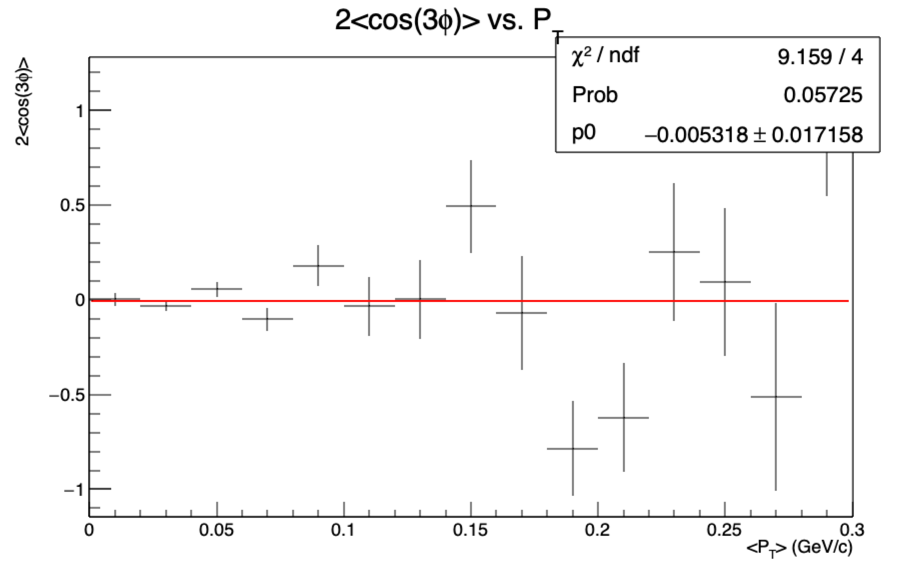 2<cos(3ϕ)> vs. P_T
χ² / ndf 9.159 / 4
Prob 0.05725
p0 −0.005318 ± 0.017158
2<cos(3ϕ)>
1
0.5
0
−0.5
−1
0 0.05 0.1 0.15 0.2 0.25 0.3
<P_T> (GeV/c)